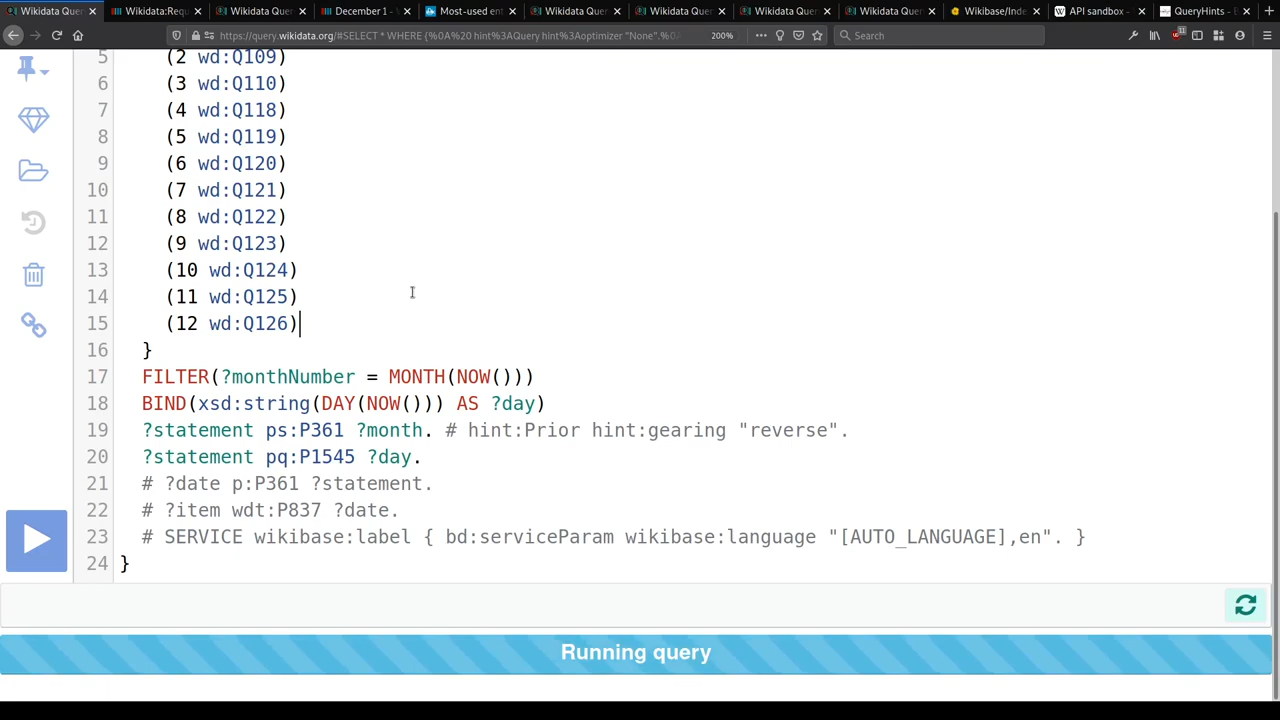 Wikidata Quer
Wikidata:Requ
Wikidata Query
December 1 -
Most-used ent
Wikidata Quer
Wikidata Quer
Wikidata Quer
Wikidata Quer
Wikibase/Inde
API sandbox -
QueryHints - B
https://query.wikidata.org/#SELECT * WHERE {%0A%20 hint%3AQuery hint%3Aoptimizer "None".%0
200%
Search
5 (2 wd:Q109)
6 (3 wd:Q110)
7 (4 wd:Q118)
8 (5 wd:Q119)
9 (6 wd:Q120)
10 (7 wd:Q121)
11 (8 wd:Q122)
12 (9 wd:Q123)
13 (10 wd:Q124)
14 (11 wd:Q125)
15 (12 wd:Q126)
16 }
17 FILTER(?monthNumber = MONTH(NOW()))
18 BIND(xsd:string(DAY(NOW())) AS ?day)
19 ?statement ps:P361 ?month. # hint:Prior hint:gearing "reverse".
20 ?statement pq:P1545 ?day.
21 # ?date p:P361 ?statement.
22 # ?item wdt:P837 ?date.
23 # SERVICE wikibase:label { bd:serviceParam wikibase:language "[AUTO_LANGUAGE],en". }
24 }
Running query